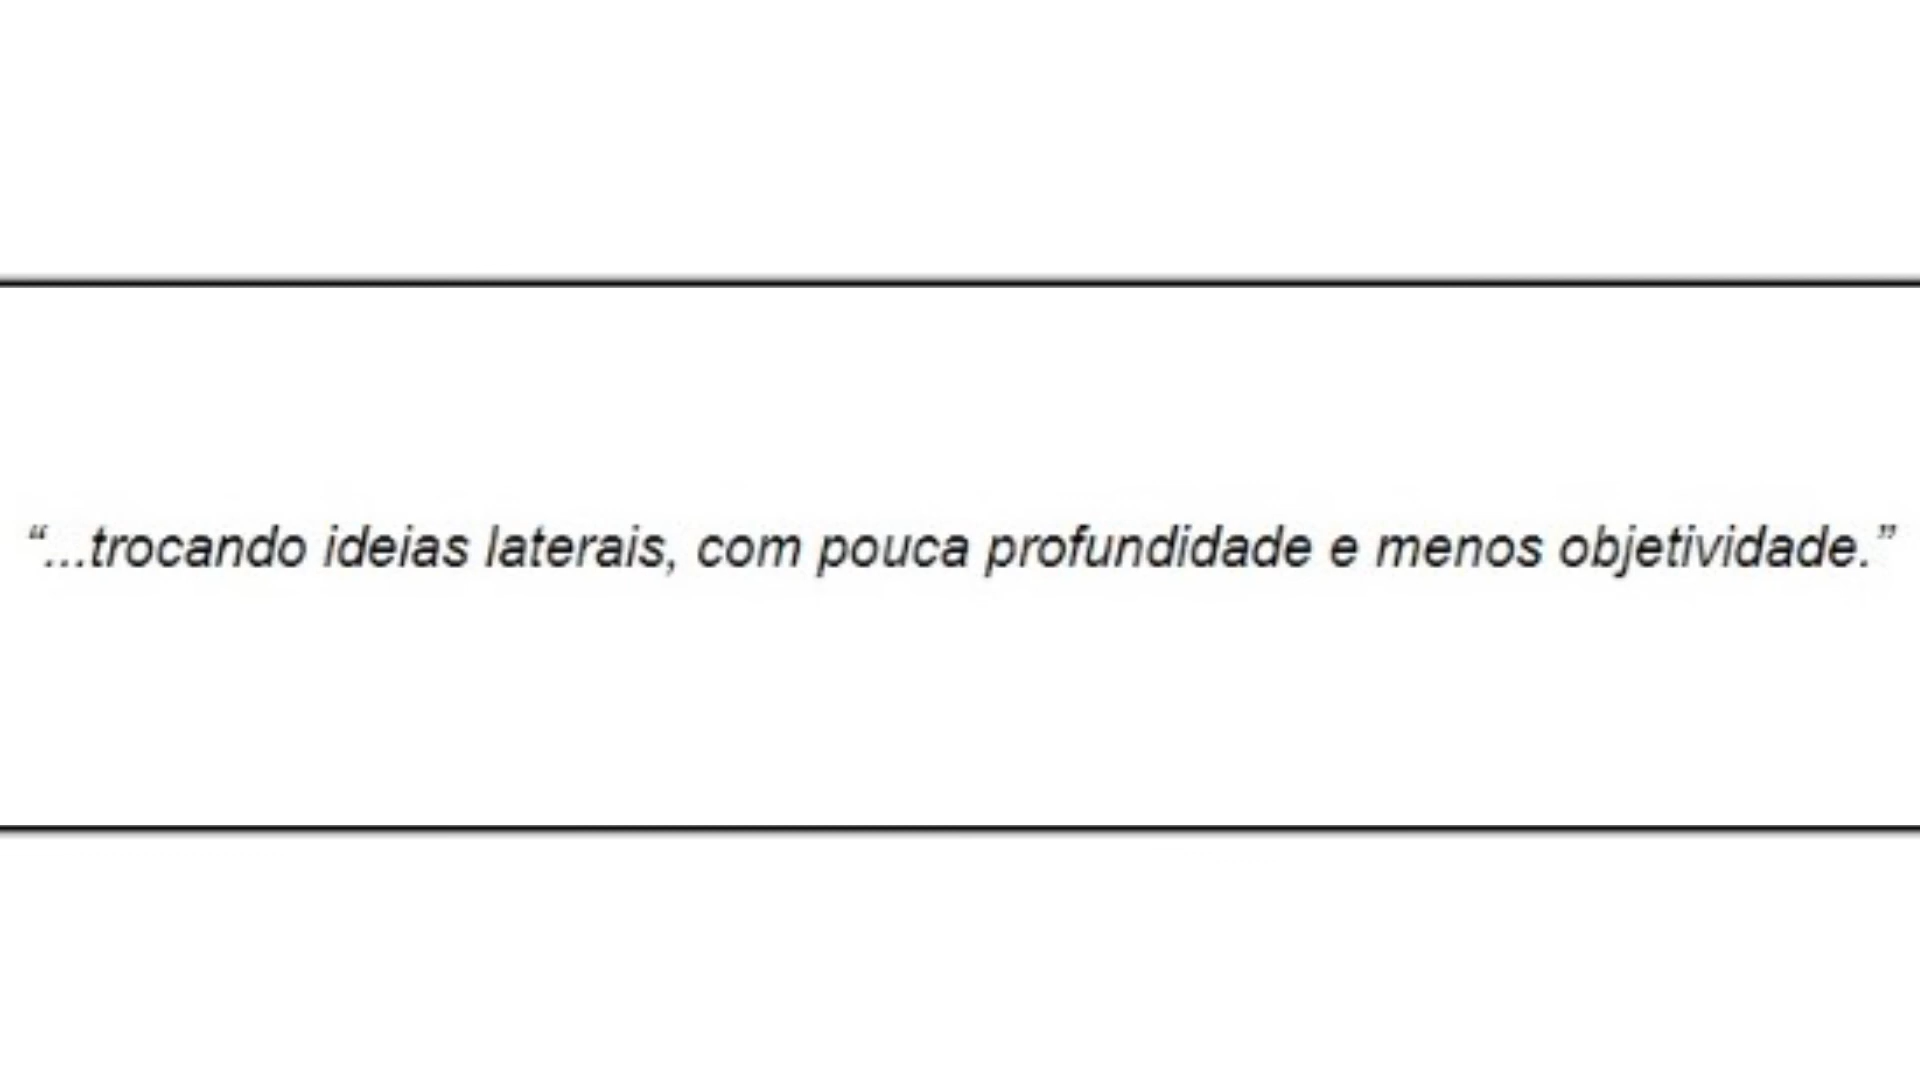 “...trocando ideias laterais, com pouca profundidade e menos objetividade.”